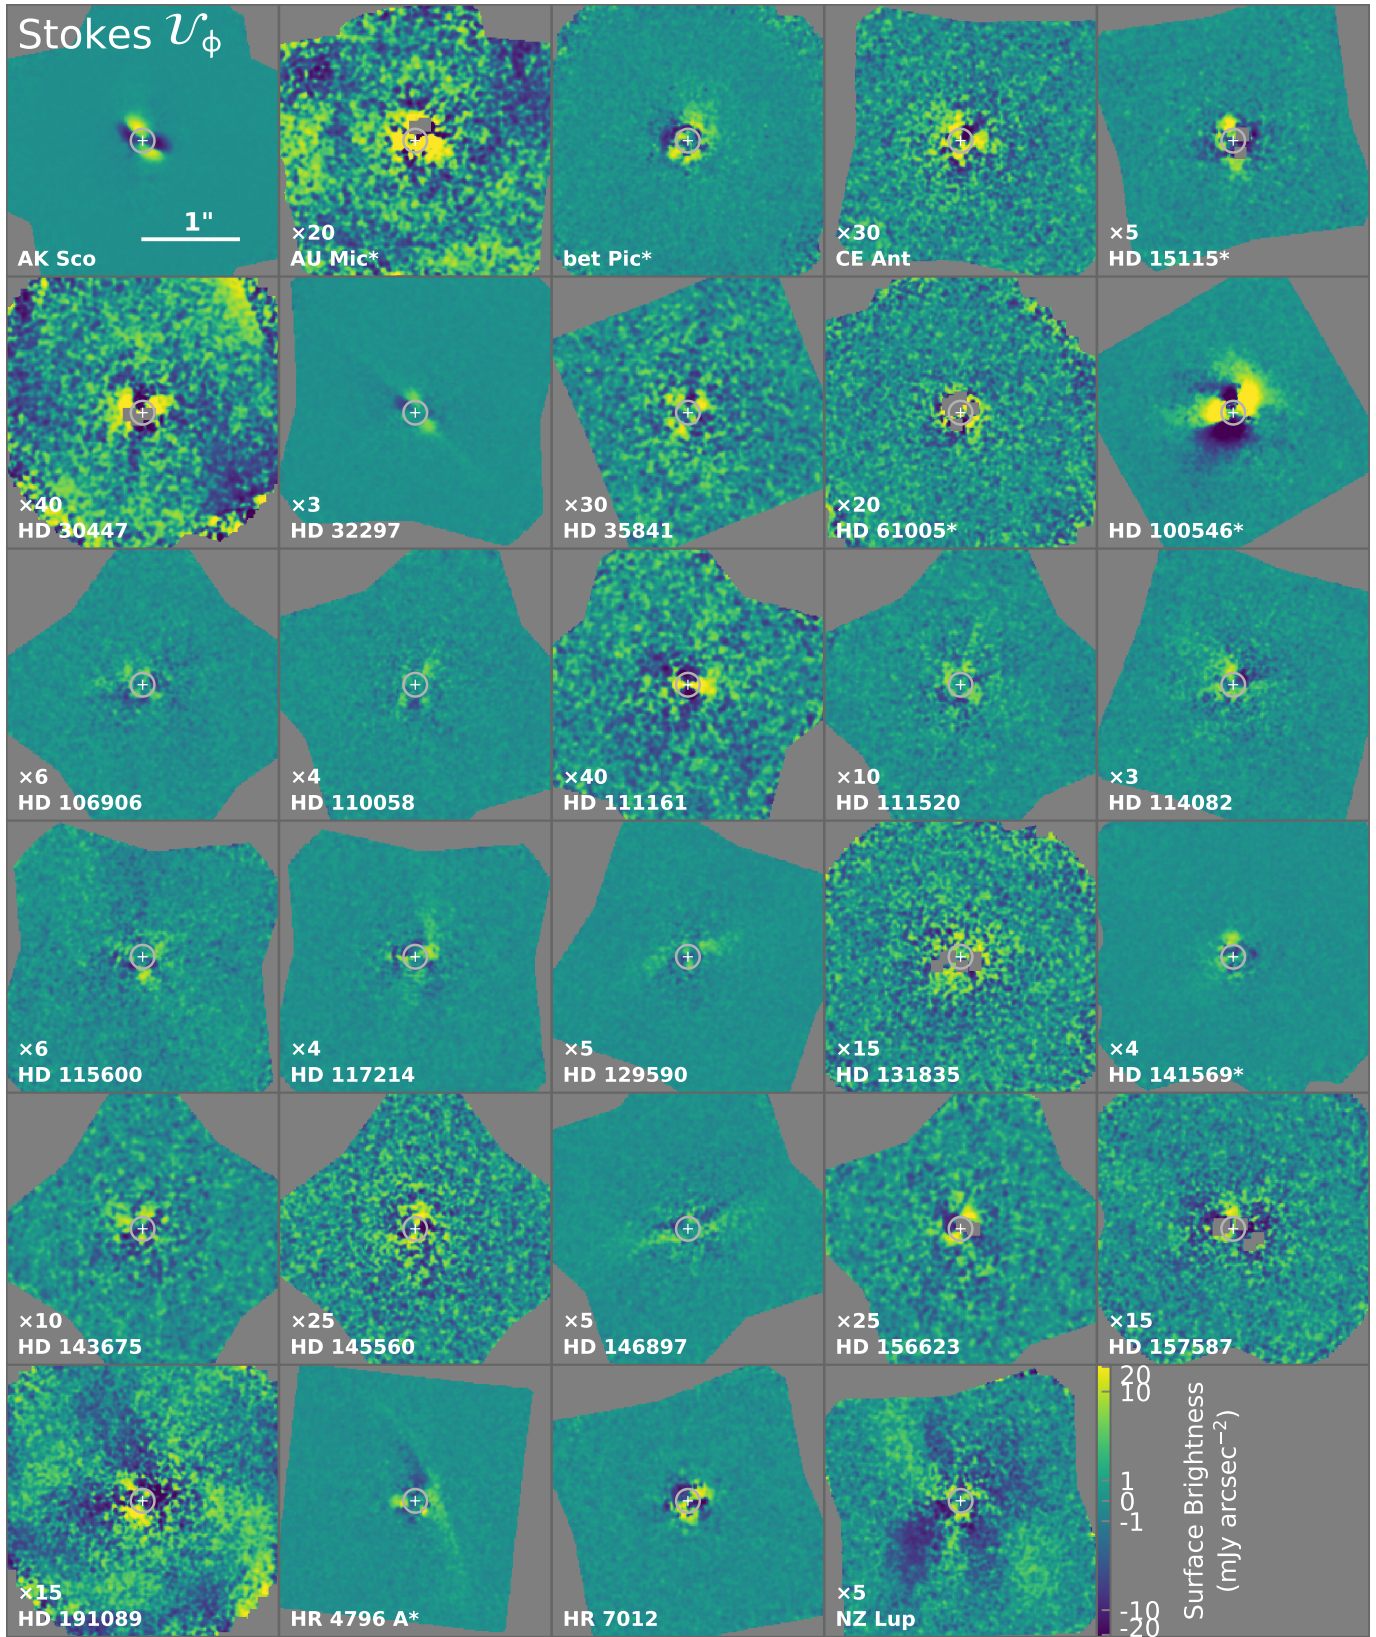 Stokes 𝒰ϕ
1"
AK Sco
×20
AU Mic*
bet Pic*
×30
CE Ant
×5
HD 15115*
×40
HD 30447
×3
HD 32297
×30
HD 35841
×20
HD 61005*
HD 100546*
×6
HD 106906
×4
HD 110058
×40
HD 111161
×10
HD 111520
×3
HD 114082
×6
HD 115600
×4
HD 117214
×5
HD 129590
×15
HD 131835
×4
HD 141569*
×10
HD 143675
×25
HD 145560
×5
HD 146897
×25
HD 156623
×15
HD 157587
×15
HD 191089
HR 4796 A*
HR 7012
×5
NZ Lup
20
10
1
0
-1
-10
-20
Surface Brightness
(mJy arcsec⁻²)